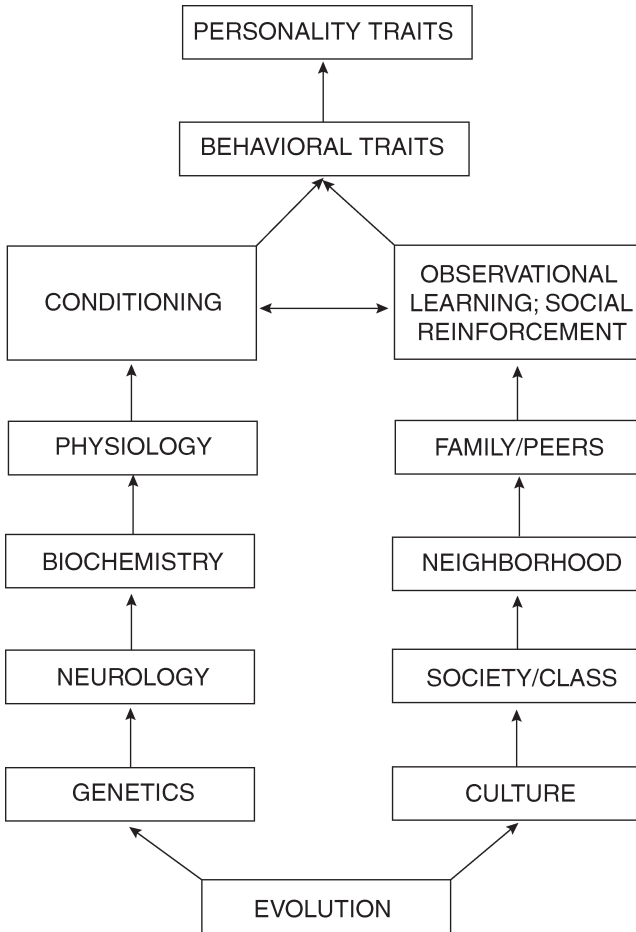 PERSONALITY TRAITS
BEHAVIORAL TRAITS
CONDITIONING
OBSERVATIONAL
LEARNING; SOCIAL
REINFORCEMENT
PHYSIOLOGY
FAMILY/PEERS
BIOCHEMISTRY
NEIGHBORHOOD
NEUROLOGY
SOCIETY/CLASS
GENETICS
CULTURE
EVOLUTION